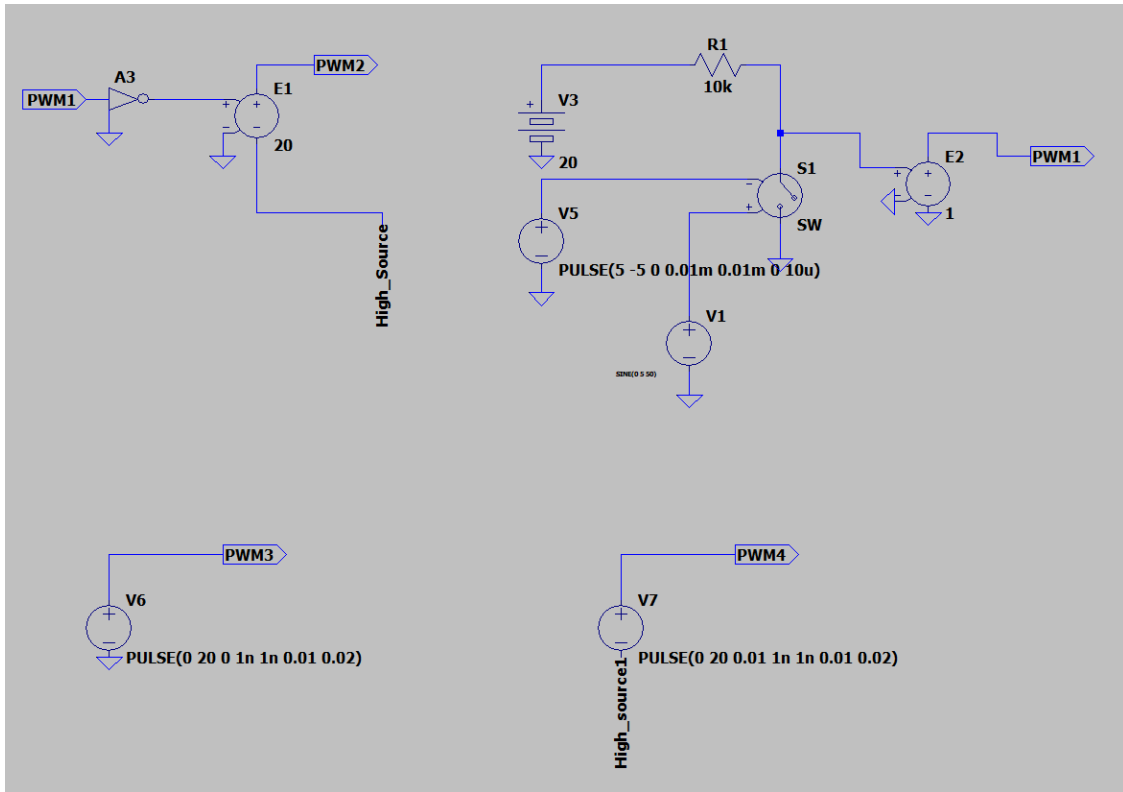 A3
PWM1
E1
PWM2
20
High_Source
R1
10k
V3
20
S1
SW
V5
PULSE(5 -5 0 0.01m 0.01m 0 10u)
V1
SINE(0 5 50)
E2
1
PWM1
PWM3
V6
PULSE(0 20 0 1n 1n 0.01 0.02)
PWM4
V7
PULSE(0 20 0.01 1n 1n 0.01 0.02)
High_source1